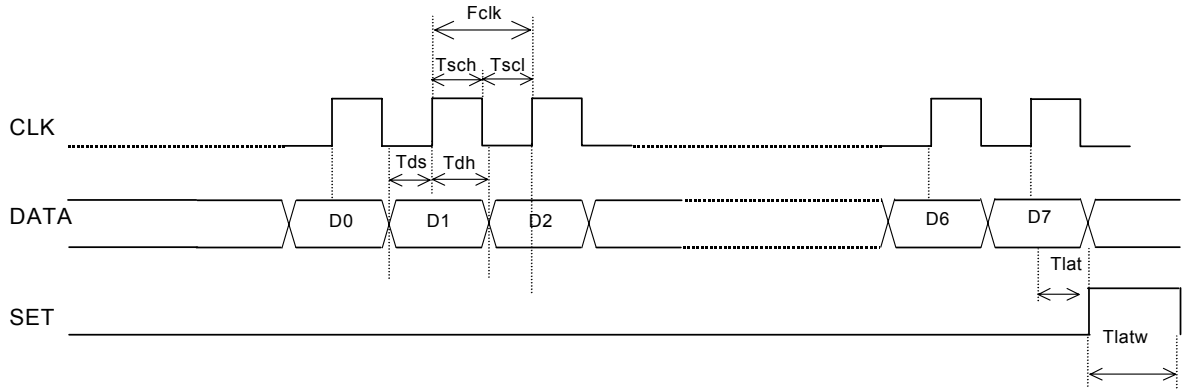 Fclk
Tsch Tscl
CLK
Tds Tdh
DATA D0 D1 D2 D6 D7
Tlat
SET
Tlatw